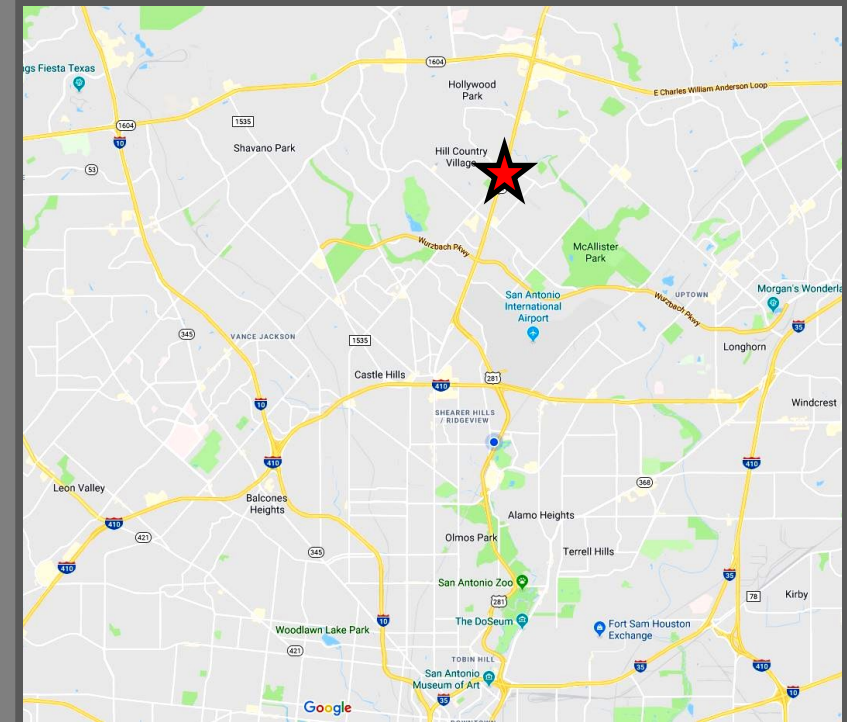 1604
Hollywood
Park
gs Fiesta Texas
E Charles William Anderson Loop
1604
1535
10
Shavano Park
Hill Country
Village
53
Wurzbach Pkwy
McAllister
Park
San Antonio
International
Airport
UPTOWN
Morgan's Wonderla
Wurzbach Pkwy
35
345
VANCE JACKSON
1535
Longhorn
Castle Hills
281
410
10
SHEARER HILLS
/ RIDGEVIEW
Windcrest
410
410
368
Leon Valley
Balcones
Heights
Alamo Heights
410
421
Olmos Park
345
Terrell Hills
410
San Antonio Zoo
35
281
78
Kirby
10
The DoSeum
Woodlawn Lake Park
Fort Sam Houston
Exchange
421
TOBIN HILL
35
410
San Antonio
Museum of Art
10
35
Google
DOWNTOWN